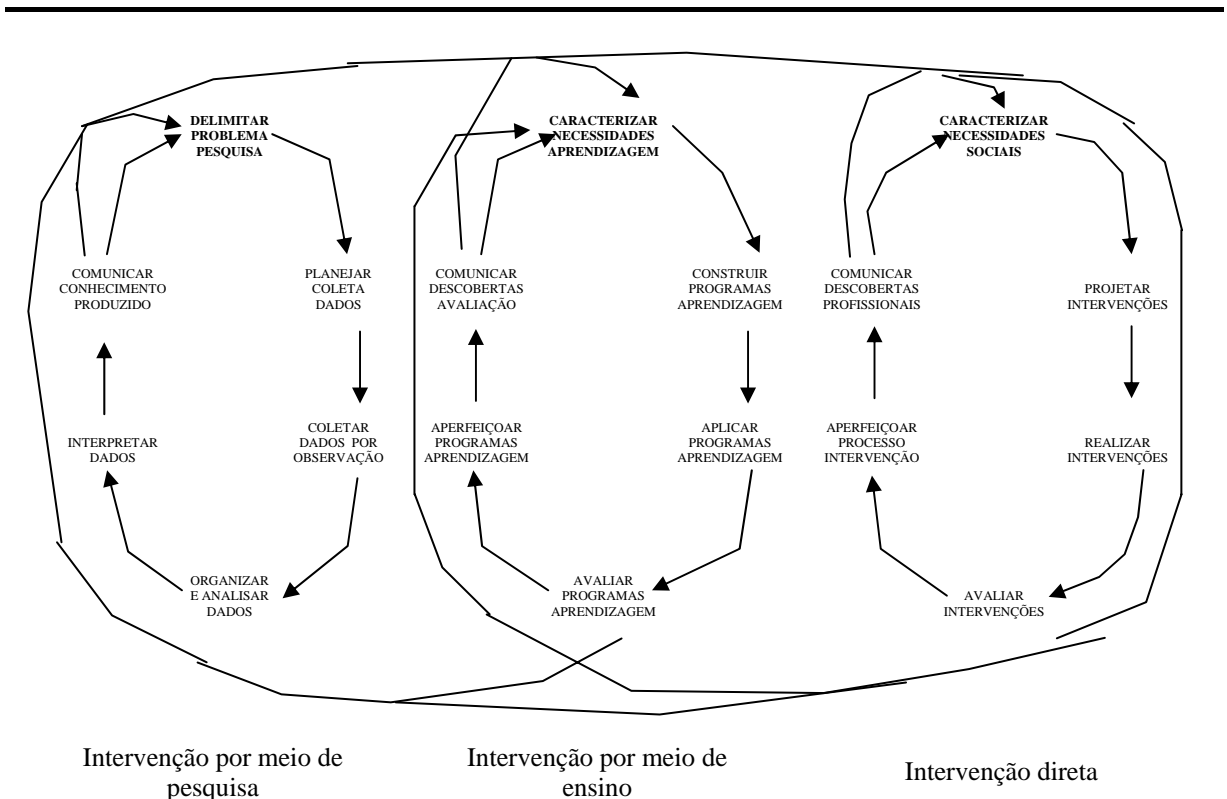 DELIMITAR
PROBLEMA
PESQUISA
PLANEJAR
COLETA
DADOS
COLETAR
DADOS POR
OBSERVAÇÃO
ORGANIZAR
E ANALISAR
DADOS
INTERPRETAR
DADOS
COMUNICAR
CONHECIMENTO
PRODUZIDO
CARACTERIZAR
NECESSIDADES
APRENDIZAGEM
CONSTRUIR
PROGRAMAS
APRENDIZAGEM
APLICAR
PROGRAMAS
APRENDIZAGEM
AVALIAR
PROGRAMAS
APRENDIZAGEM
APERFEIÇOAR
PROGRAMAS
APRENDIZAGEM
COMUNICAR
DESCOBERTAS
AVALIAÇÃO
CARACTERIZAR
NECESSIDADES
SOCIAIS
PROJETAR
INTERVENÇÕES
REALIZAR
INTERVENÇÕES
AVALIAR
INTERVENÇÕES
APERFEIÇOAR
PROCESSO
INTERVENÇÃO
COMUNICAR
DESCOBERTAS
PROFISSIONAIS
Intervenção por meio de
pesquisa
Intervenção por meio de
ensino
Intervenção direta